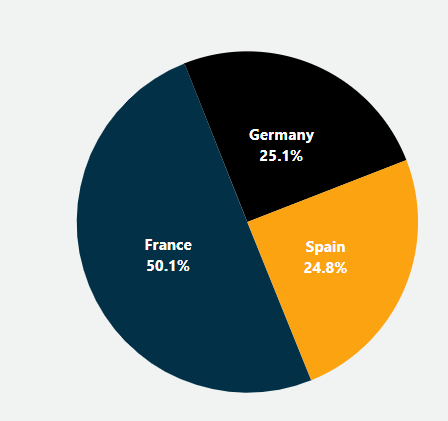 Germany
25.1%
France
50.1%
Spain
24.8%